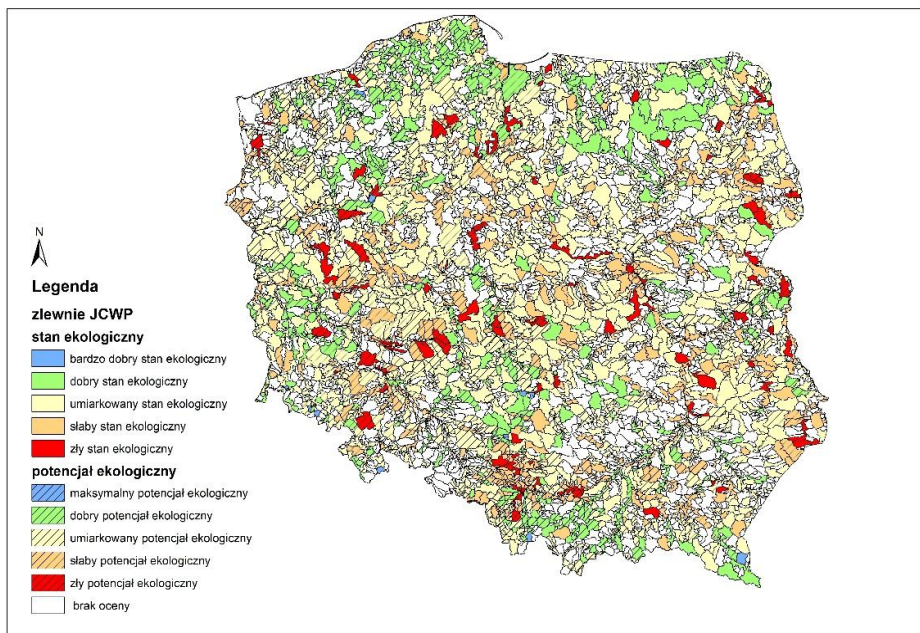 N
Legenda
zlewnie JCWP
stan ekologiczny
bardzo dobry stan ekologiczny
dobry stan ekologiczny
umiarkowany stan ekologiczny
słaby stan ekologiczny
zły stan ekologiczny
potencjał ekologiczny
maksymalny potencjał ekologiczny
dobry potencjał ekologiczny
umiarkowany potencjał ekologiczny
słaby potencjał ekologiczny
zły potencjał ekologiczny
brak oceny